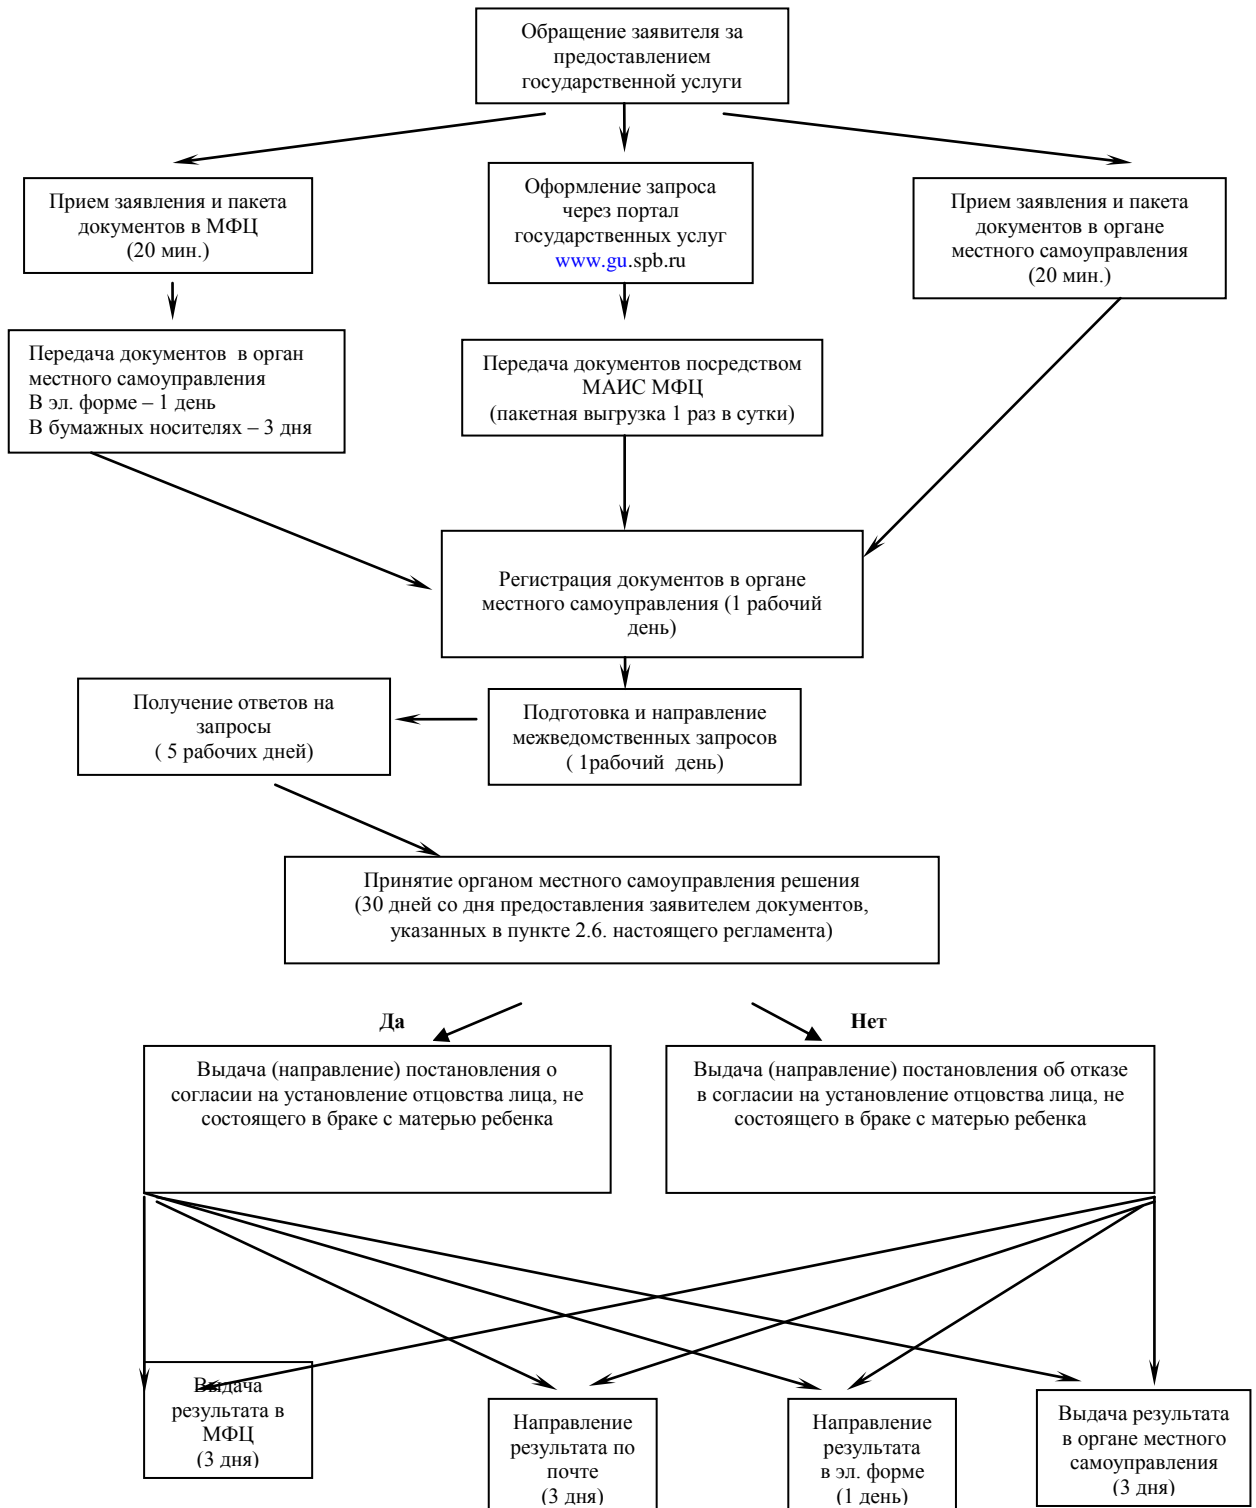 Обращение заявителя за
предоставлением
государственной услуги
Прием заявления и пакета
документов в МФЦ
(20 мин.)
Оформление запроса
через портал
государственных услуг
www.gu.spb.ru
Прием заявления и пакета
документов в органе
местного самоуправления
(20 мин.)
Передача документов  в орган
местного самоуправления
В эл. форме – 1 день
В бумажных носителях – 3 дня
Передача документов посредством
МАИС МФЦ
(пакетная выгрузка 1 раз в сутки)
Регистрация документов в органе
местного самоуправления (1 рабочий
день)
Получение ответов на
запросы
( 5 рабочих дней)
Подготовка и направление
межведомственных запросов
( 1рабочий  день)
Принятие органом местного самоуправления решения
(30 дней со дня предоставления заявителем документов,
указанных в пункте 2.6. настоящего регламента)
Да
Нет
Выдача (направление) постановления о
согласии на установление отцовства лица, не
состоящего в браке с матерью ребенка
Выдача (направление) постановления об отказе
в согласии на установление отцовства лица, не
состоящего в браке с матерью ребенка
Выдача
результата в
МФЦ
(3 дня)
Направление
результата по
почте
(3 дня)
Направление
результата
в эл. форме
(1 день)
Выдача результата
в органе местного
самоуправления
(3 дня)